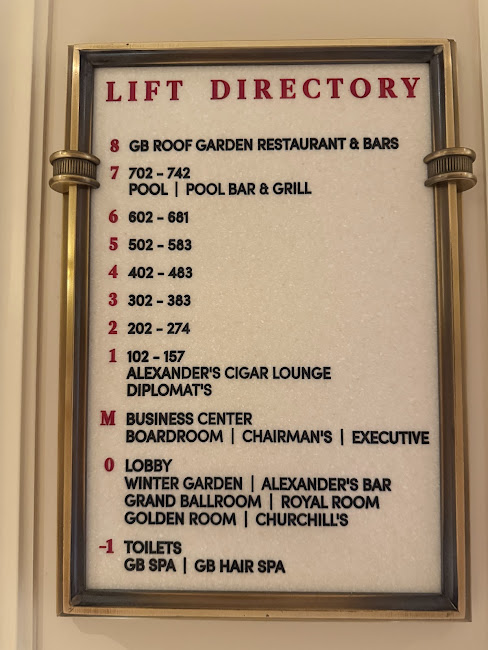 LIFT DIRECTORY
8 GB ROOF GARDEN RESTAURANT & BARS
7 702 - 742
POOL | POOL BAR & GRILL
6 602 - 681
5 502 - 583
4 402 - 483
3 302 - 383
2 202 - 274
1 102 - 157
ALEXANDER'S CIGAR LOUNGE
DIPLOMAT'S
M BUSINESS CENTER
BOARDROOM | CHAIRMAN'S | EXECUTIVE
0 LOBBY
WINTER GARDEN | ALEXANDER'S BAR
GRAND BALLROOM | ROYAL ROOM
GOLDEN ROOM | CHURCHILL'S
-1 TOILETS
GB SPA | GB HAIR SPA